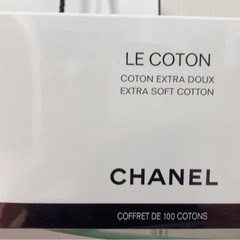 LE COTON
COTON EXTRA DOUX
EXTRA SOFT COTTON
CHANEL
COFFRET DE 100 COTONS